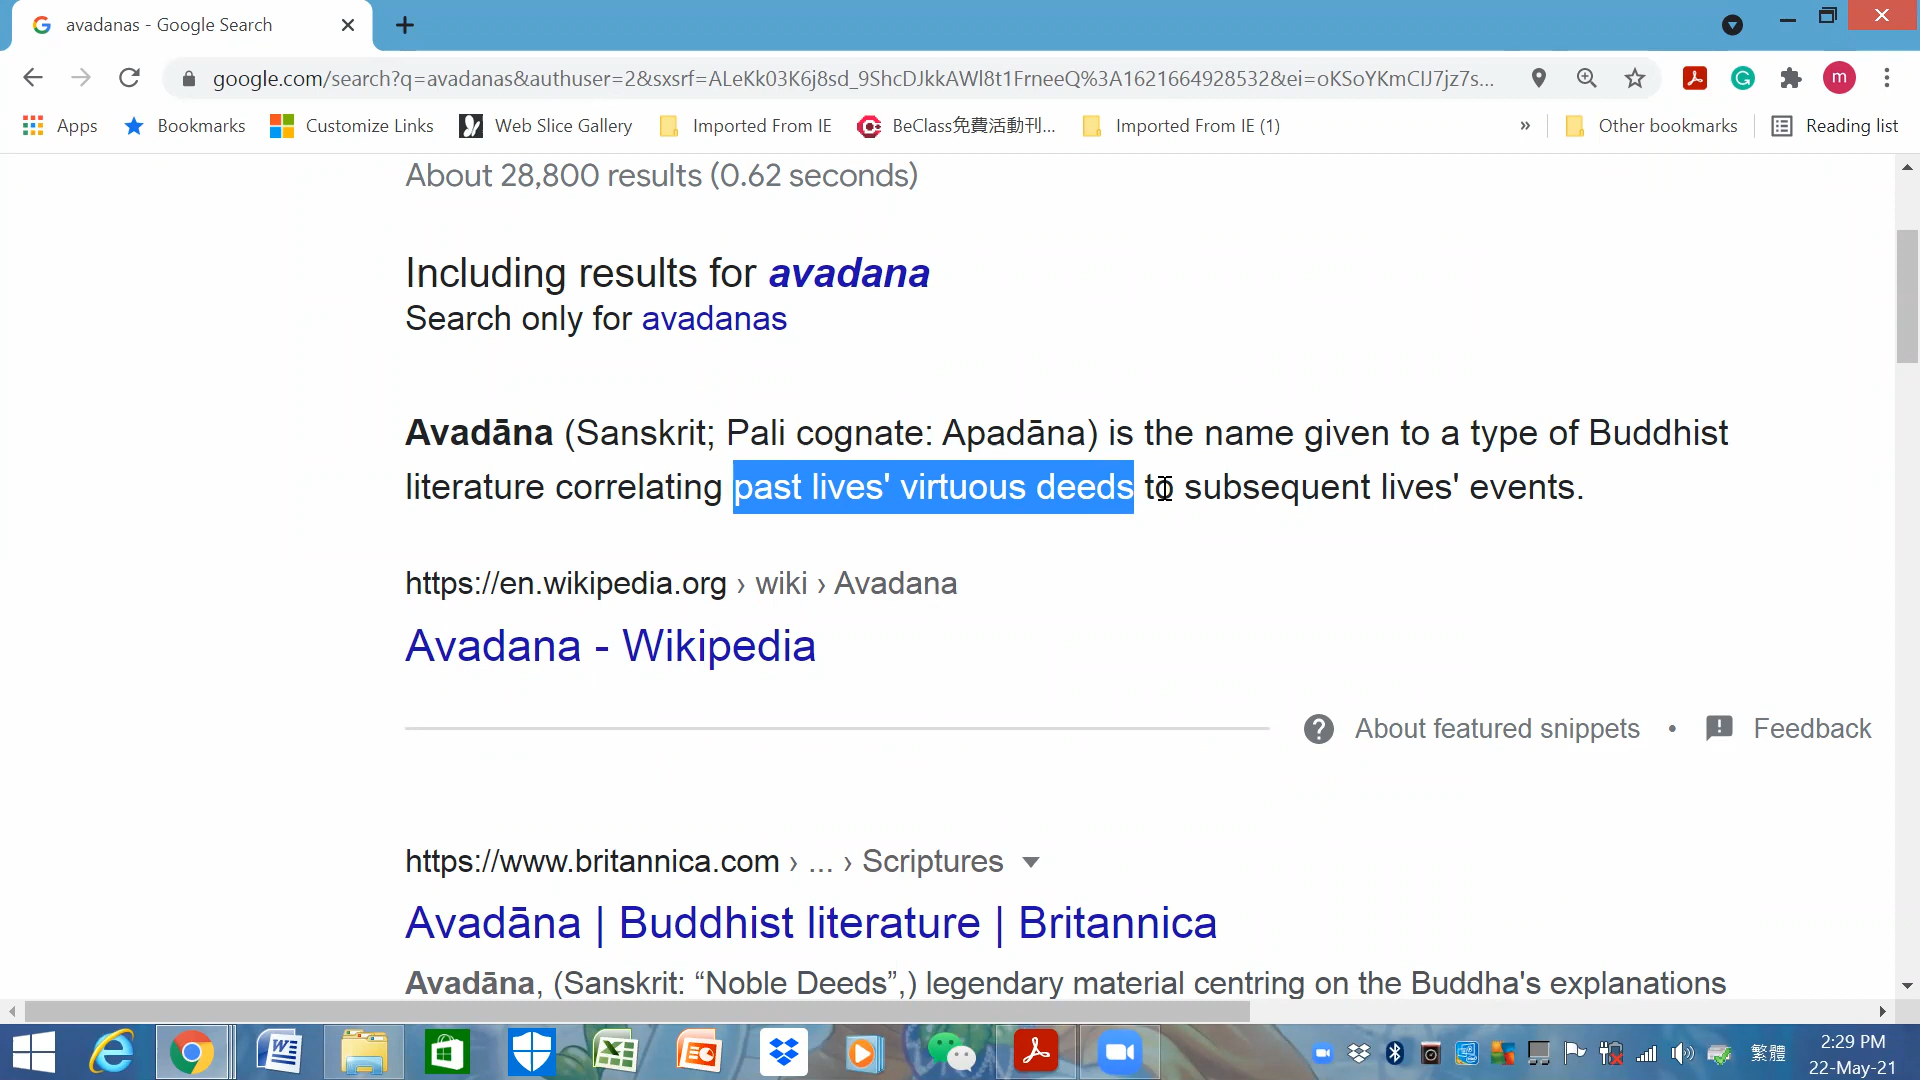 avadanas - Google Search
google.com/search?q=avadanas&authuser=2&sxsrf=ALeKk03K6j8sd_9ShcDJkkAWl8t1FrneeQ%3A1621664928532&ei=oKSoYKmCIJ7jz7s...
m
Apps Bookmarks Customize Links Web Slice Gallery Imported From IE BeClass免費活動刊... Imported From IE (1) » Other bookmarks Reading list
About 28,800 results (0.62 seconds)
Including results for avadana
Search only for avadanas
Avadāna (Sanskrit; Pali cognate: Apadāna) is the name given to a type of Buddhist
literature correlating past lives' virtuous deeds to subsequent lives' events.
https://en.wikipedia.org › wiki › Avadana
Avadana - Wikipedia
About featured snippets • Feedback
https://www.britannica.com › ... › Scriptures
Avadāna | Buddhist literature | Britannica
Avadāna, (Sanskrit: “Noble Deeds”,) legendary material centring on the Buddha's explanations
繁體
2:29 PM
22-May-21